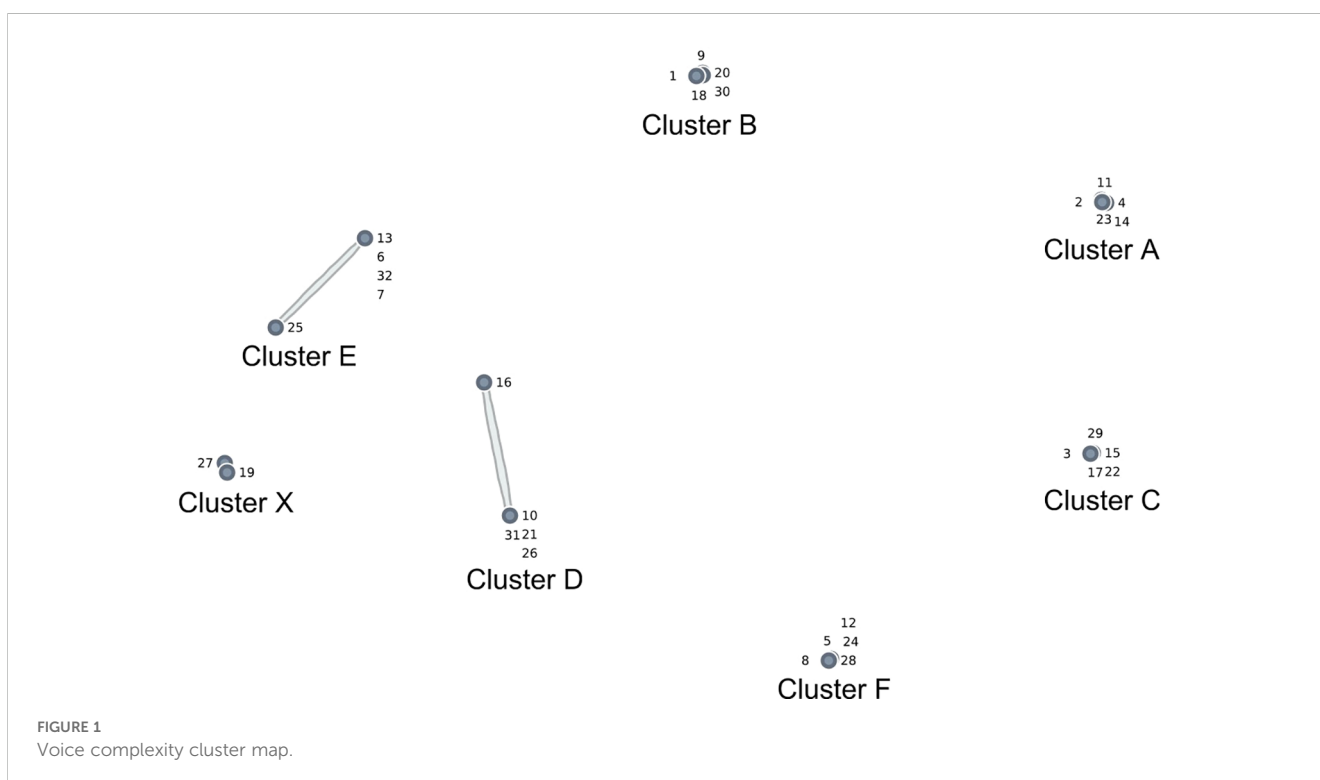 9
1 20
18 30
Cluster B
11
2 4
23 14
Cluster A
13
6
32
7
25
Cluster E
16
10
31 21
26
Cluster D
27 19
Cluster X
29
3 15
17 22
Cluster C
12
5 24
8 28
Cluster F
FIGURE 1
Voice complexity cluster map.